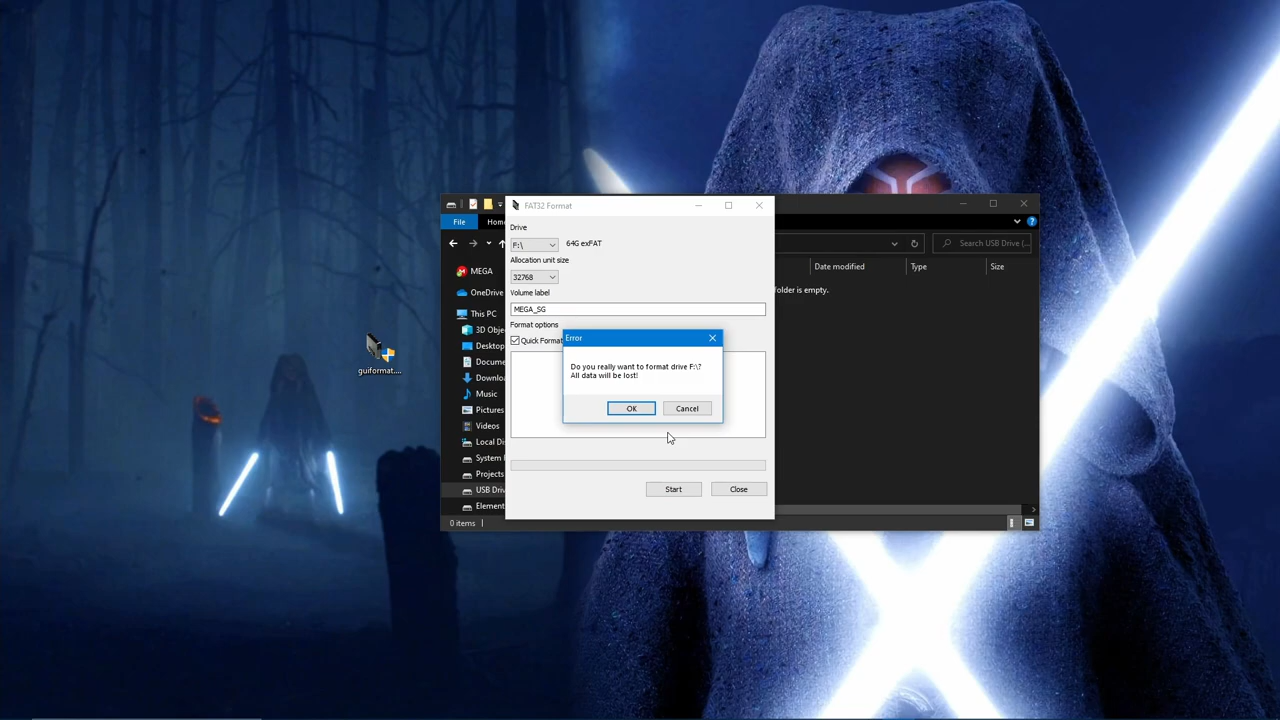 File
Hom
Search USB Drive (...
MEGA
OneDrive
This PC
3D Obje
Desktop
Docume
Downlo
Music
Pictures
Videos
Local Di
System
Projects
USB Driv
Element
0 items
Date modified
Type
Size
folder is empty.
FAT32 Format
Drive
F:\
64G exFAT
Allocation unit size
32768
Volume label
MEGA_SG
Format options
Quick Format
Error
Do you really want to format drive F:\?
All data will be lost!
OK
Cancel
Start
Close
guiformat....